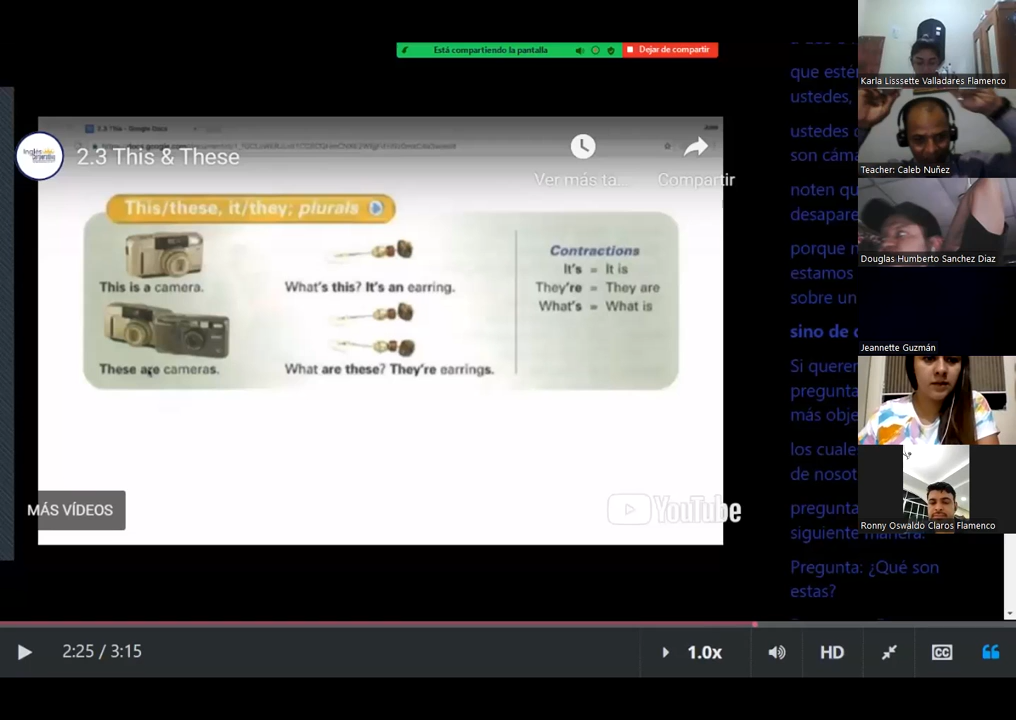 Está compartiendo la pantalla
Dejar de compartir
2.3 This & These
Ver más ta...
Compartir
This/these, it/they; plurals
This is a camera.
What's this? It's an earring.
These are cameras.
What are these? They're earrings.
Contractions
It's = It is
They're = They are
What's = What is
MÁS VÍDEOS
YouTube
que esté
ustedes,
ustedes
son cám
noten qu
desapare
porque
estamos
sobre un
sino de
Si querer
pregunta
más obje
los cuale
de nosot
pregunta
siguiente manera:
Pregunta: ¿Qué son
estas?
Karla Lisssette Valladares Flamenco
Teacher: Caleb Nuñez
Douglas Humberto Sanchez Diaz
Jeannette Guzmán
Ronny Oswaldo Claros Flamenco
2:25 / 3:15
1.0x
HD
CC